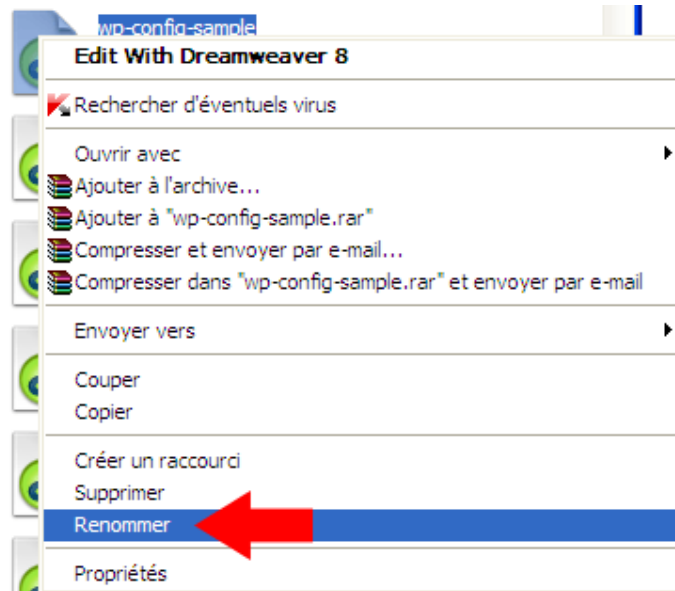 wp-config-sample
Edit With Dreamweaver 8
Rechercher d'éventuels virus
Ouvrir avec
Ajouter à l'archive...
Ajouter à "wp-config-sample.rar"
Compresser et envoyer par e-mail...
Compresser dans "wp-config-sample.rar" et envoyer par e-mail
Envoyer vers
Couper
Copier
Créer un raccourci
Supprimer
Renommer
Propriétés